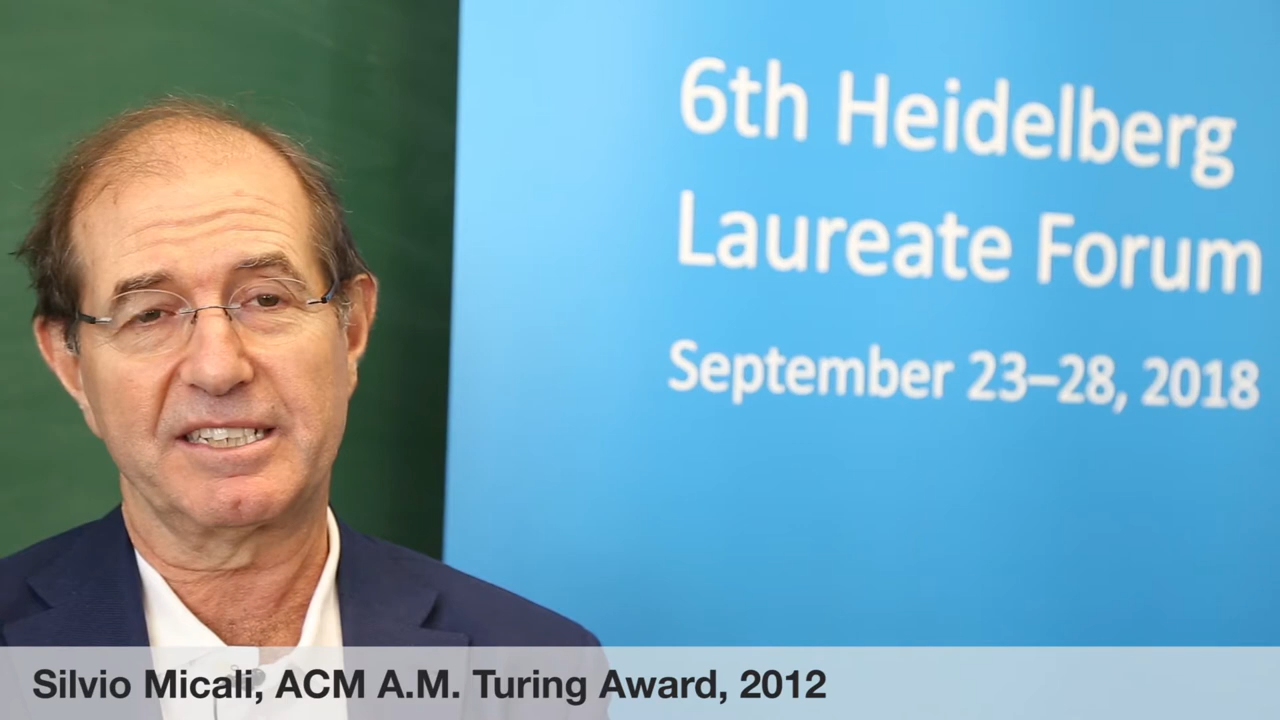 6th Heidelberg
Laureate Forum
September 23–28, 2018
Silvio Micali, ACM A.M. Turing Award, 2012